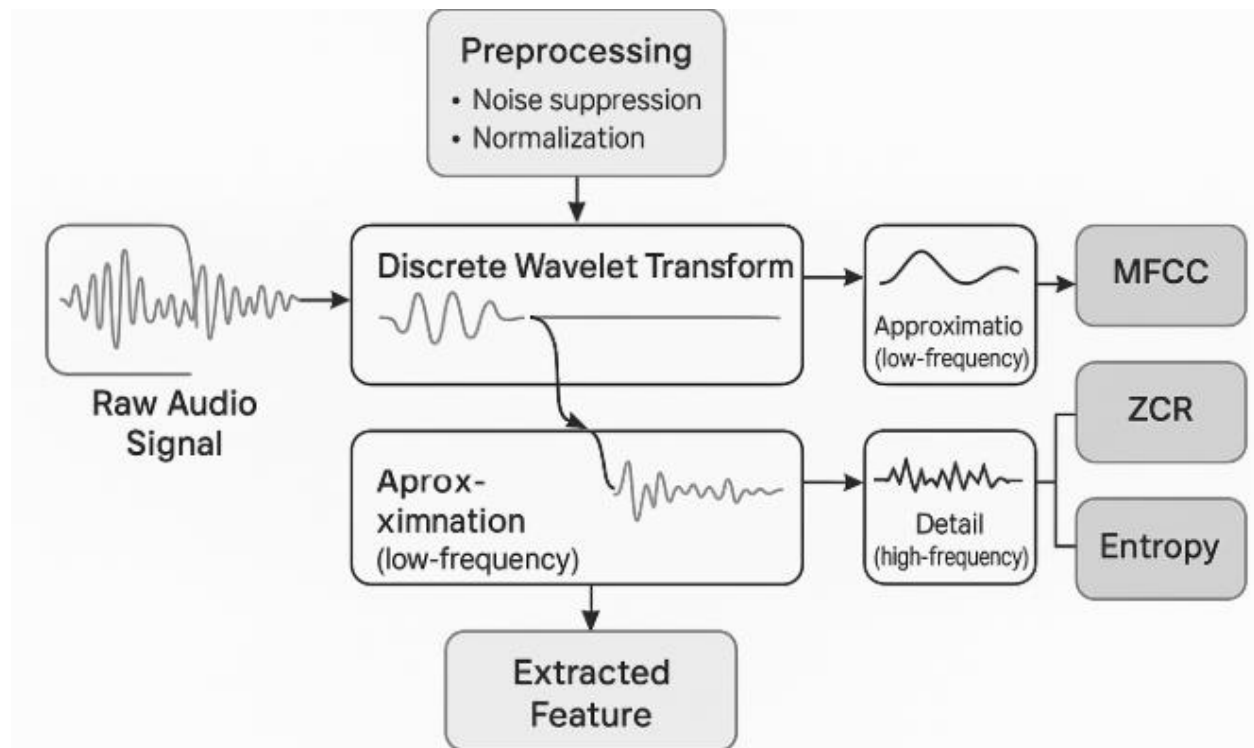 Preprocessing
• Noise suppression
• Normalization
Raw Audio
Signal
Discrete Wavelet Transform
Approximatio
(low-frequency)
MFCC
Aprox-
ximnation
(low-frequency)
Detail
(high-frequency)
ZCR
Entropy
Extracted
Feature